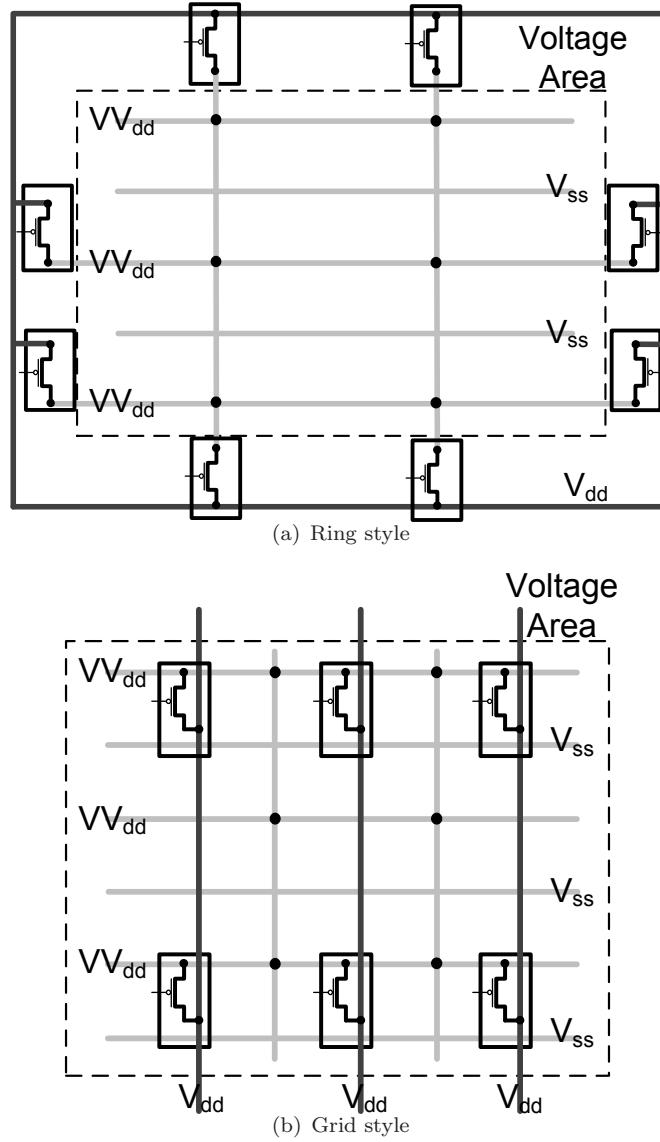 Voltage
Area
VVdd
Vss
VVdd
Vss
VVdd
Vdd
(a) Ring style
Voltage
Area
VVdd
Vss
VVdd
Vss
VVdd
Vss
Vdd Vdd Vdd
(b) Grid style